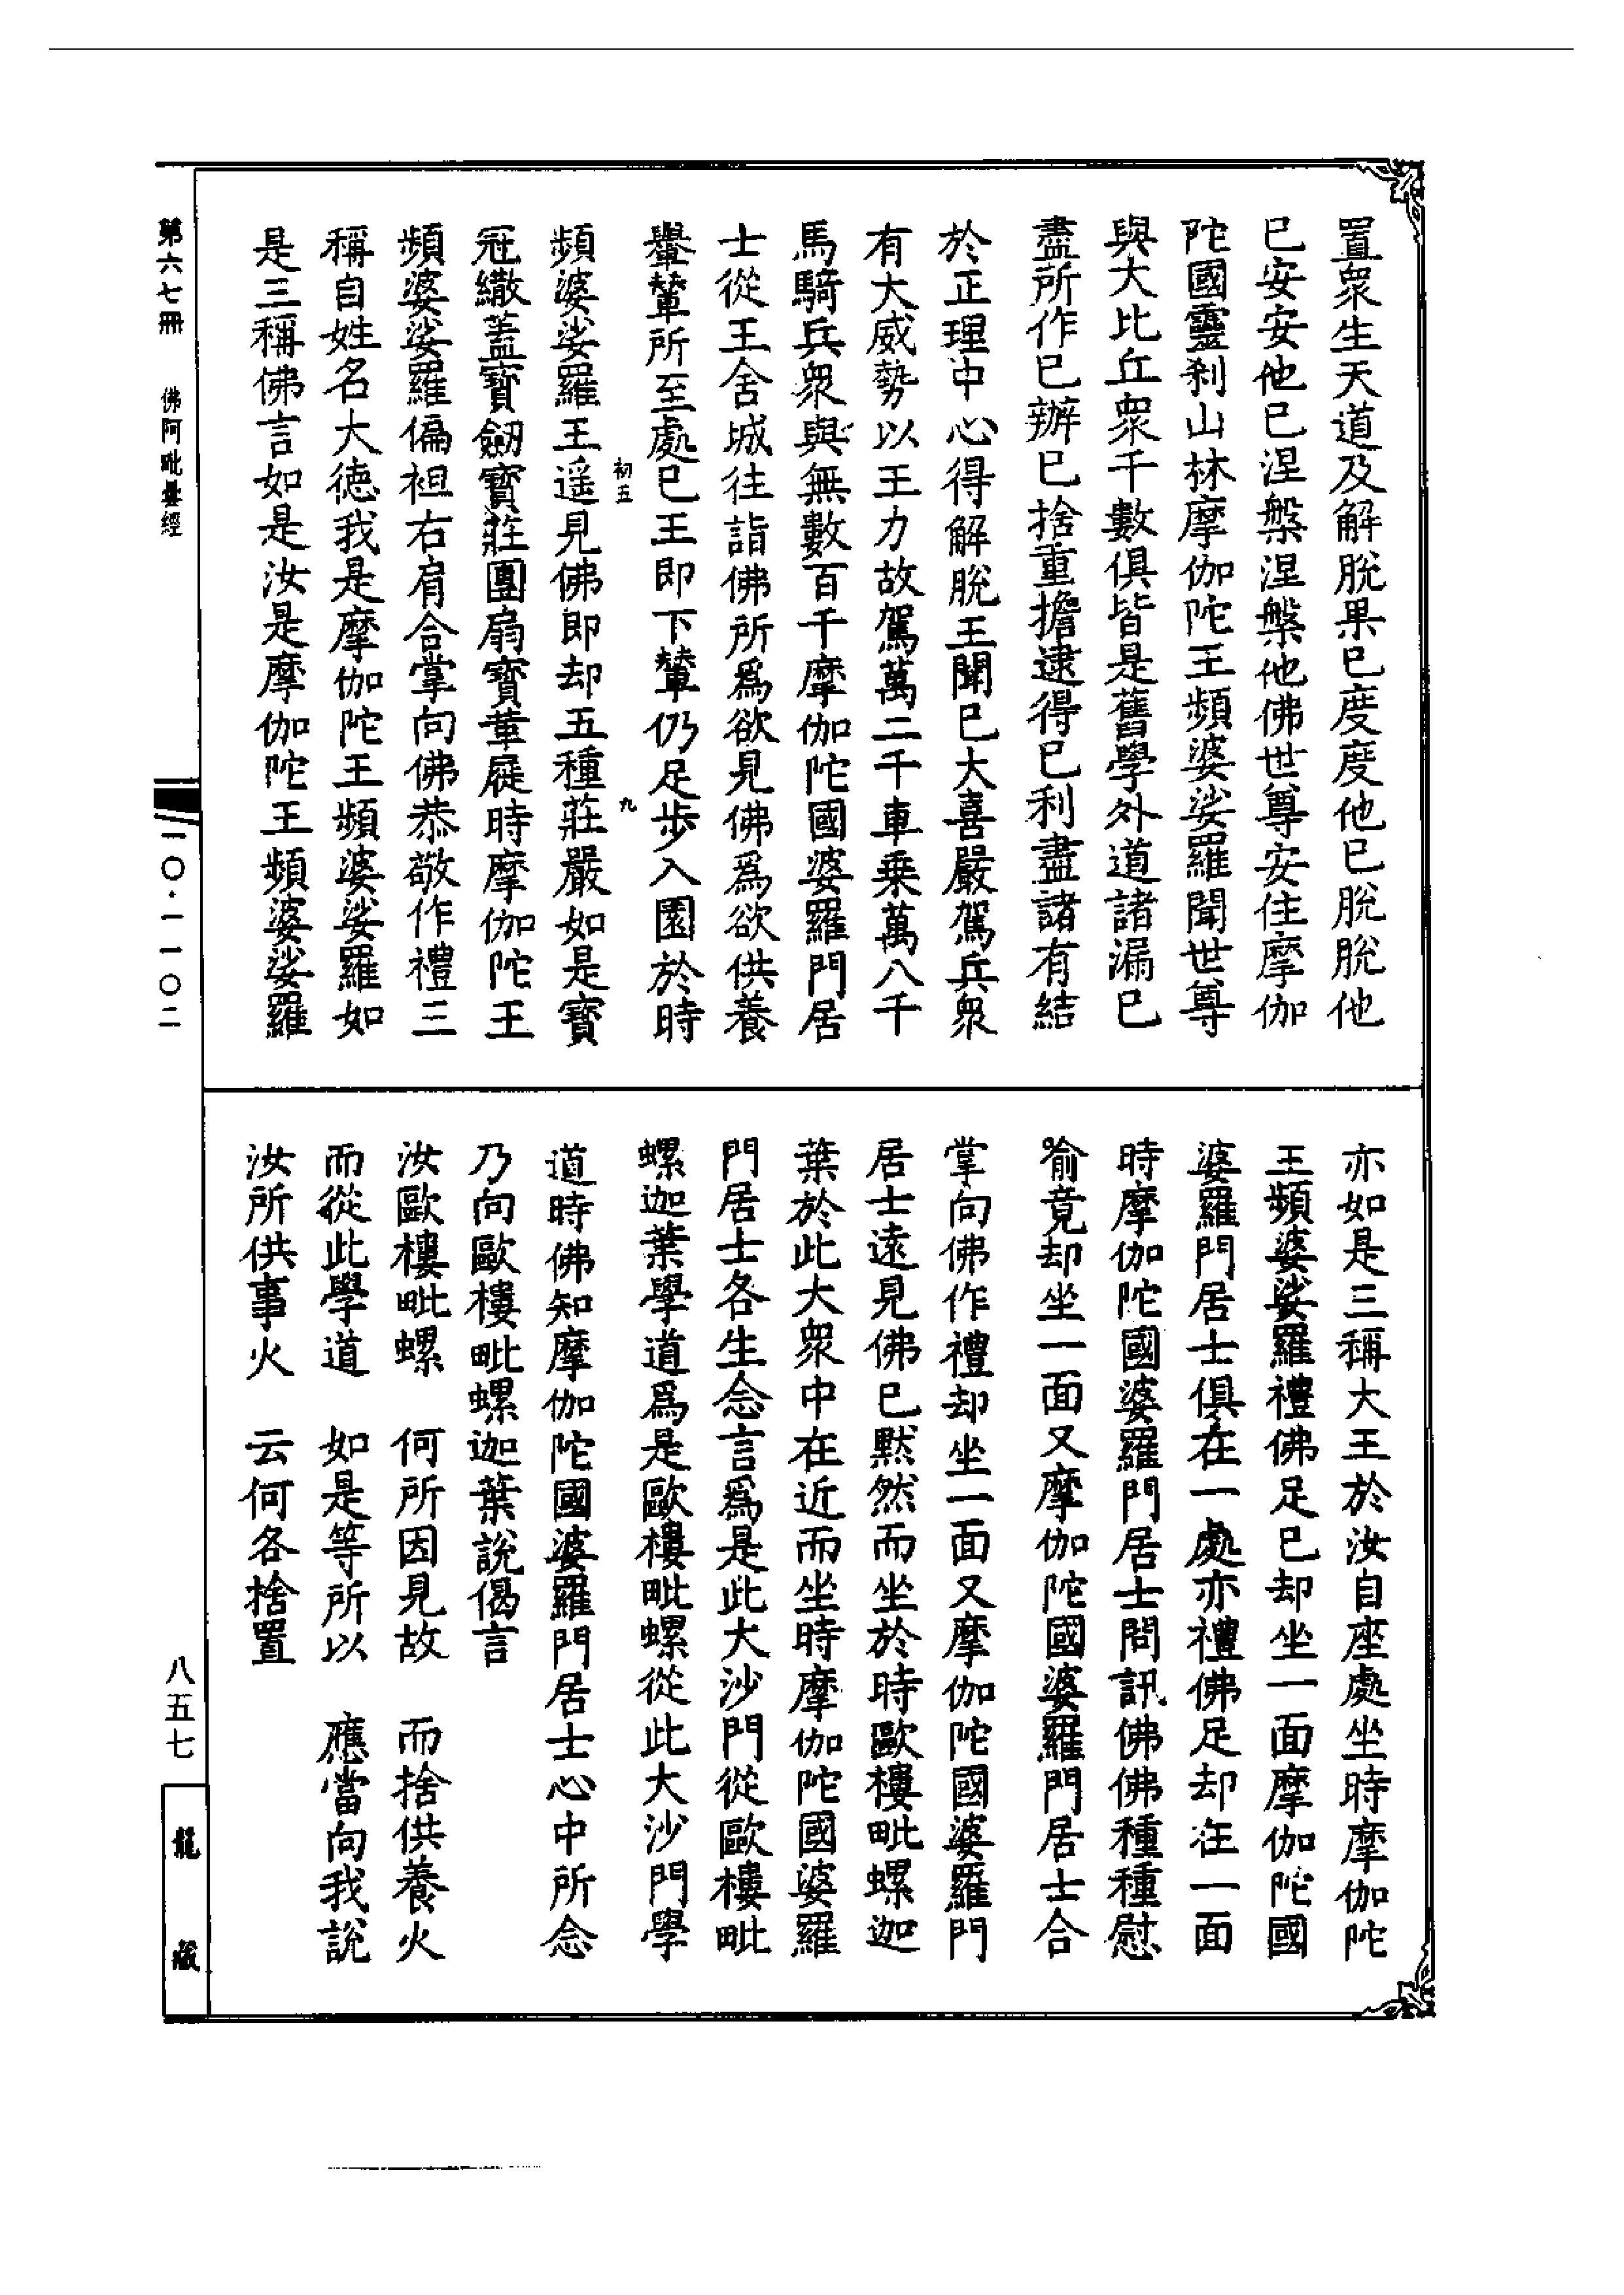 置衆生天道及解脫果已度度他已脫脫他
已安安他已涅槃涅槃他佛世尊安住摩伽
陀國靈刹山林摩伽陀王頻婆娑羅聞世尊
與大比丘衆千數俱皆是舊學外道諸漏已
盡所作已辦已捨重擔逮得已利盡諸有結
於正理中心得解脫王聞已大喜嚴駕兵衆
有大威勢以王力故駕萬二千車乗萬八千
馬騎兵衆與無數百千摩伽陀國婆羅門居
士從王舍城往詣佛所爲欲見佛爲欲供養
轝輦所至處已王即下輦仍足步入園於時
初五
九
頻婆娑羅王遥見佛即却五種莊嚴如是寶
冠繖蓋寶劒寶莊團扇寶革屣時摩伽陀王
頻婆娑羅偏袒右肩合掌向佛恭敬作禮三
稱自姓名大德我是摩伽陀王頻婆娑羅如
是三稱佛言如是汝是摩伽陀王頻婆娑羅
亦如是三稱大王於汝自座處坐時摩伽陀
王頻婆娑羅禮佛足已却坐一面摩伽陀國
婆羅門居士俱在一處亦禮佛足却在一面
時摩伽陀國婆羅門居士問訊佛佛種種慰
喻竟却坐一面又摩伽陀國婆羅門居士合
掌向佛作禮却坐一面又摩伽陀國婆羅門
居士遠見佛已默然而坐於時歐樓毗螺迦
葉於此大衆中在近而坐時摩伽陀國婆羅
門居士各生念言爲是此大沙門從歐樓毗
螺迦葉學道爲是歐樓毗螺從此大沙門學
道時佛知摩伽陀國婆羅門居士心中所念
乃向歐樓毗螺迦葉說偈言
汝歐樓毗螺　何所因見故　而捨供養火
而從此學道　如是等所以　應當向我說
汝所供事火　云何各捨置
第六七冊　佛阿毗曇經
一〇·一一〇二
八五七
龍藏